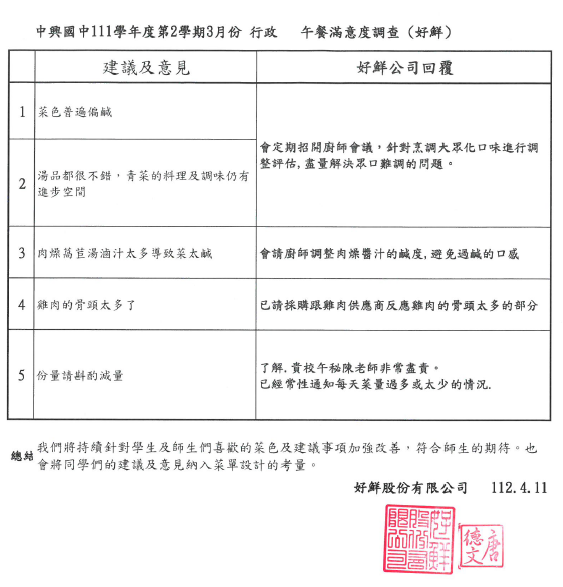 中興國中111學年度第2學期3月份 行政 午餐滿意度調查（好鮮）
建議及意見 好鮮公司回覆
1 菜色普遍偏鹹
會定期招開廚師會議，針對烹調大眾化口味進行調
整評估,盡量解決眾口難調的問題。
2 湯品都很不錯，青菜的料理及調味仍有
進步空間
3 肉燥萵苣湯滷汁太多導致菜太鹹 會請廚師調整肉燥醬汁的鹹度,避免過鹹的口感
4 雞肉的骨頭太多了 已請採購跟雞肉供應商反應雞肉的骨頭太多的部分
5 份量請斟酌減量
了解.貴校午秘陳老師非常盡責。
已經常性通知每天菜量過多或太少的情況.
總結 我們將持續針對學生及師生們喜歡的菜色及建議事項加強改善，符合師生的期待。也
會將同學們的建議及意見納入菜單設計的考量。
好鮮股份有限公司 112.4.11
好鮮股份有限公司
唐德文